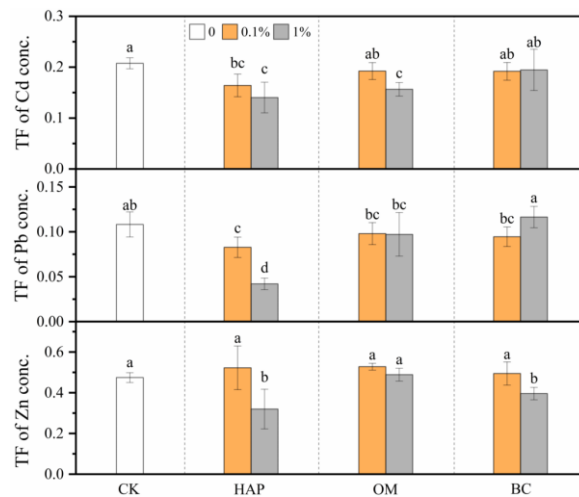 0.3
0 0.1% 1%
a
bc c
ab c
ab ab
0.2
0.1
0.0
TF of Cd conc.
0.15
ab
c d
bc bc
bc a
0.10
0.05
0.00
TF of Pb conc.
0.6
a
a b
a a
a b
0.4
0.2
0.0
TF of Zn conc.
CK HAP OM BC